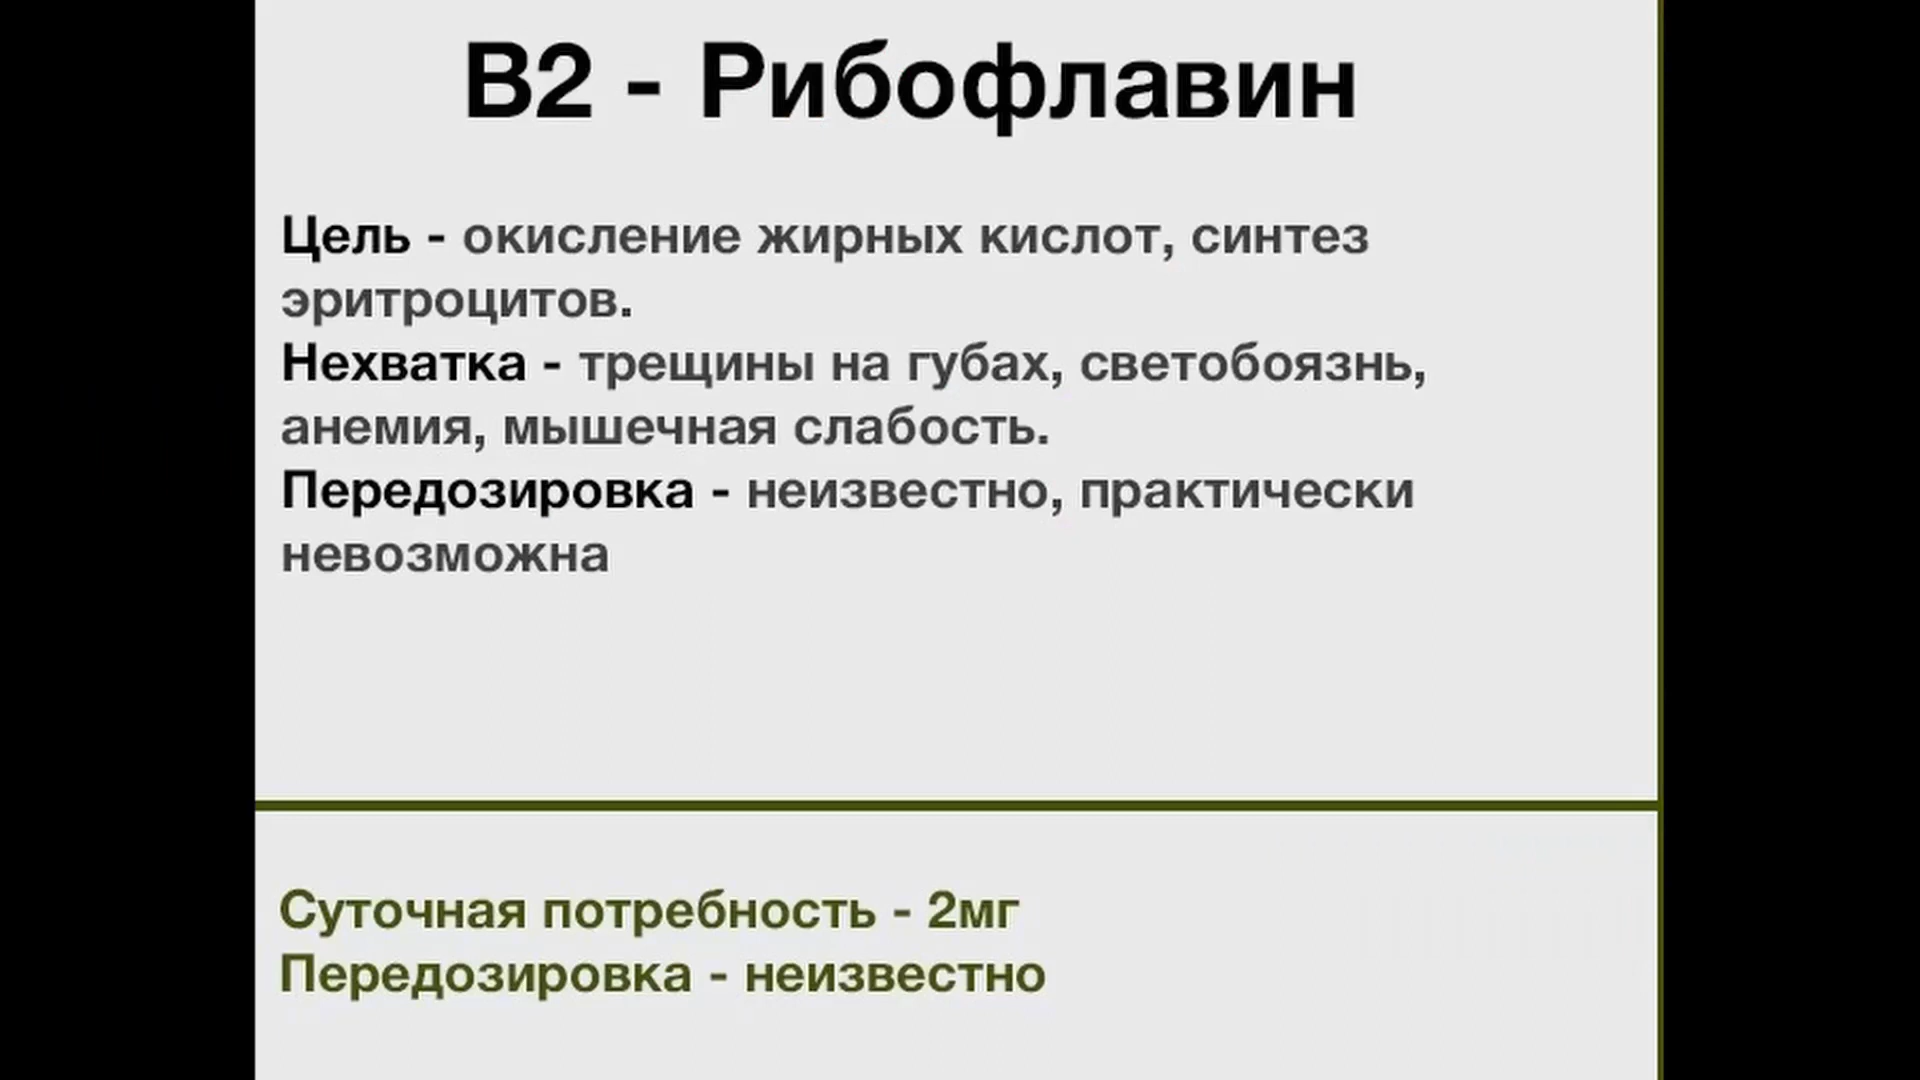 В2 - Рибофлавин
Цель - окисление жирных кислот, синтез
эритроцитов.
Нехватка - трещины на губах, светобоязнь,
анемия, мышечная слабость.
Передозировка - неизвестно, практически
невозможна
Суточная потребность - 2мг
Передозировка - неизвестно